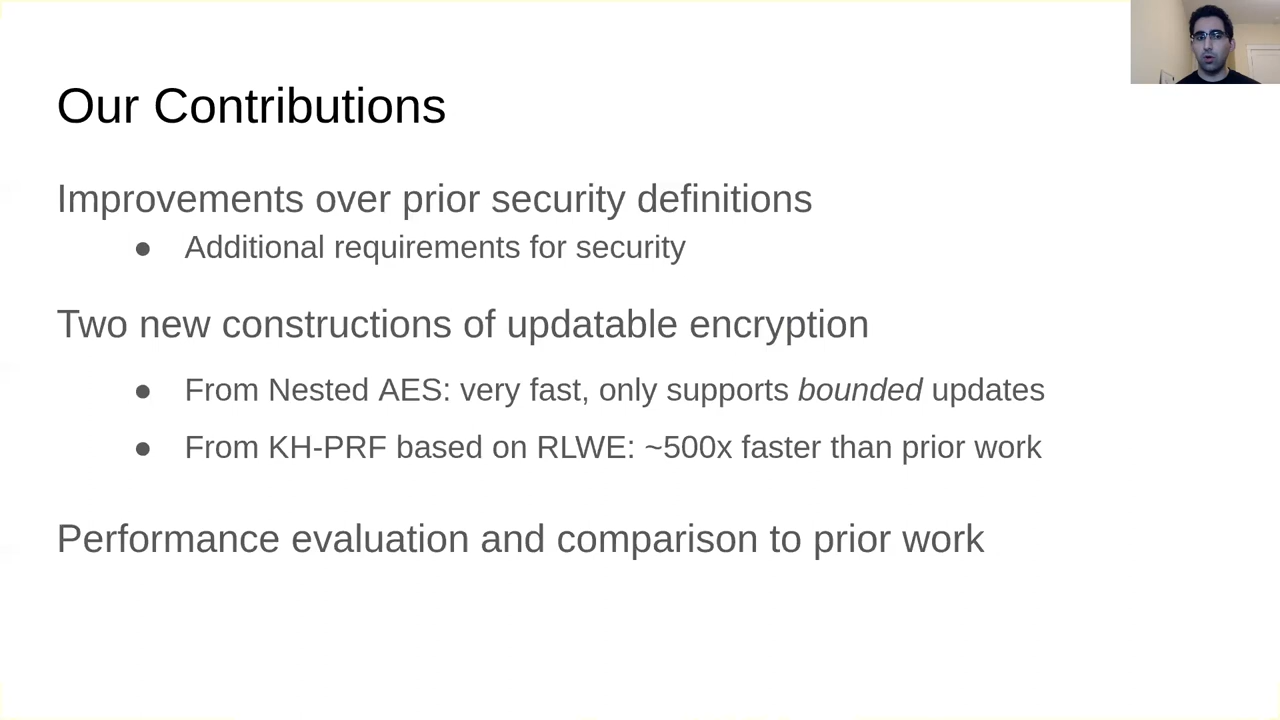 Our Contributions
Improvements over prior security definitions
● Additional requirements for security
Two new constructions of updatable encryption
● From Nested AES: very fast, only supports bounded updates
● From KH-PRF based on RLWE: ~500x faster than prior work
Performance evaluation and comparison to prior work